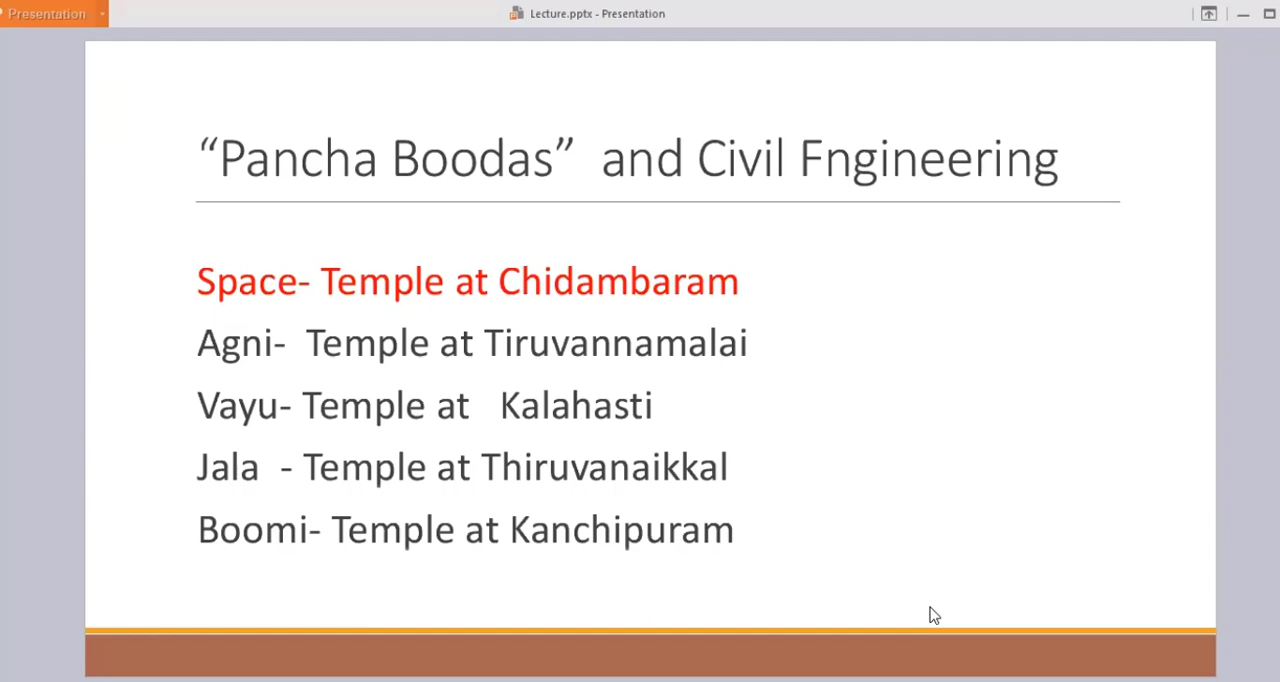 Presentation
Lecture.pptx - Presentation
“Pancha Boodas” and Civil Fngineering
Space- Temple at Chidambaram
Agni- Temple at Tiruvannamalai
Vayu- Temple at Kalahasti
Jala - Temple at Thiruvanaikkal
Boomi- Temple at Kanchipuram